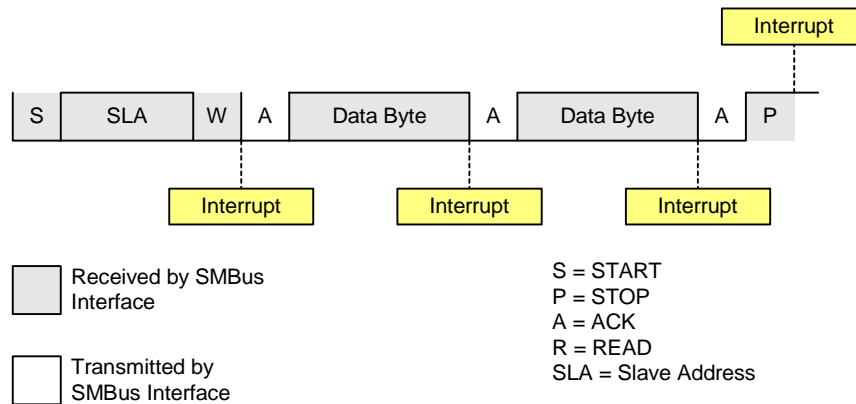 Interrupt
S SLA W A Data Byte A Data Byte A P
Interrupt Interrupt Interrupt
Received by SMBus
Interface
Transmitted by
SMBus Interface
S = START
P = STOP
A = ACK
R = READ
SLA = Slave Address